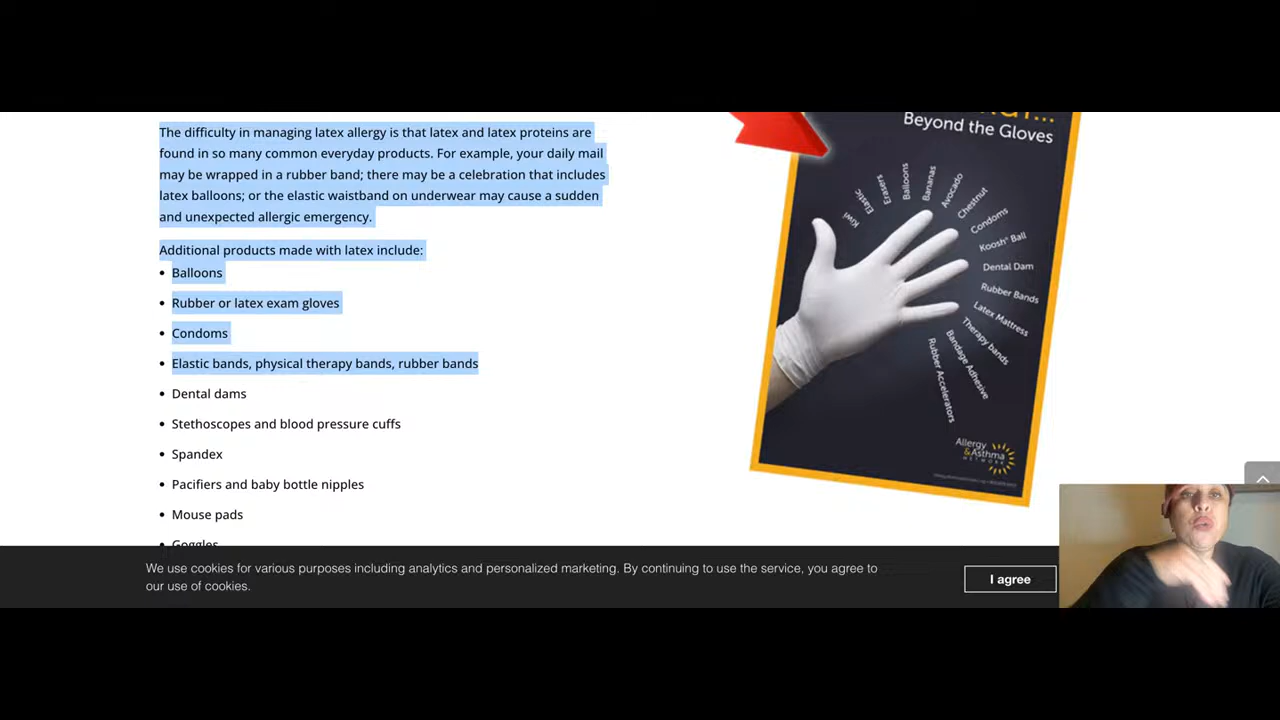 The difficulty in managing latex allergy is that latex and latex proteins are
found in so many common everyday products. For example, your daily mail
may be wrapped in a rubber band; there may be a celebration that includes
latex balloons; or the elastic waistband on underwear may cause a sudden
and unexpected allergic emergency.
Additional products made with latex include:
• Balloons
• Rubber or latex exam gloves
• Condoms
• Elastic bands, physical therapy bands, rubber bands
• Dental dams
• Stethoscopes and blood pressure cuffs
• Spandex
• Pacifiers and baby bottle nipples
• Mouse pads
• Goggles
Beyond the Gloves
Kiwi
Elastic
Erasers
Balloons
Bananas
Avocado
Chestnut
Condoms
Koosh® Ball
Dental Dam
Rubber Bands
Latex Mattress
Therapy bands
Bandage Adhesive
Rubber Accelerators
Allergy
&Asthma
NETWORK
We use cookies for various purposes including analytics and personalized marketing. By continuing to use the service, you agree to
our use of cookies.
I agree